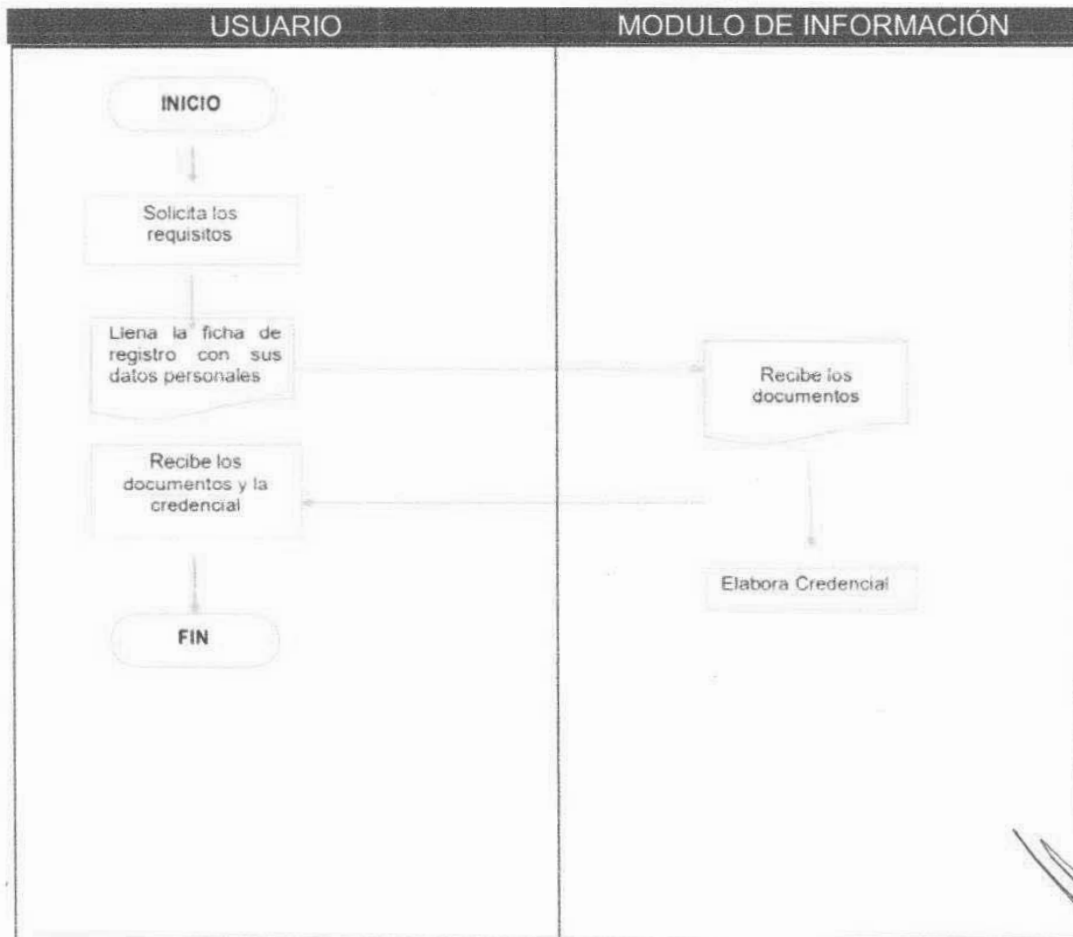 USUARIO
MODULO DE INFORMACIÓN
INICIO
Solicita los
requisitos
Llena la ficha de
registro con sus
datos personales
Recibe los
documentos
Recibe los
documentos y la
credencial
Elabora Credencial
FIN